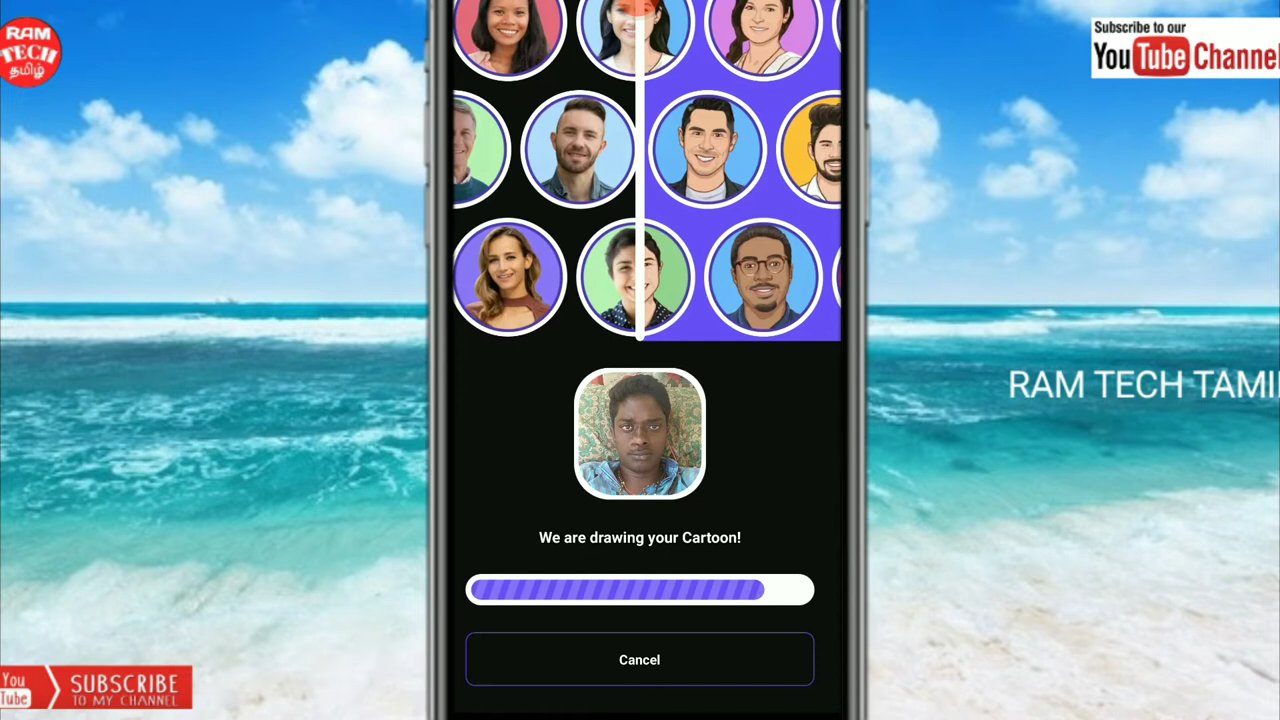 RAM
TECH
தமிழ்
Subscribe to our
YouTube Channel
RAM TECH TAMI
We are drawing your Cartoon!
Cancel
You
Tube
SUBSCRIBE
TO MY CHANNEL